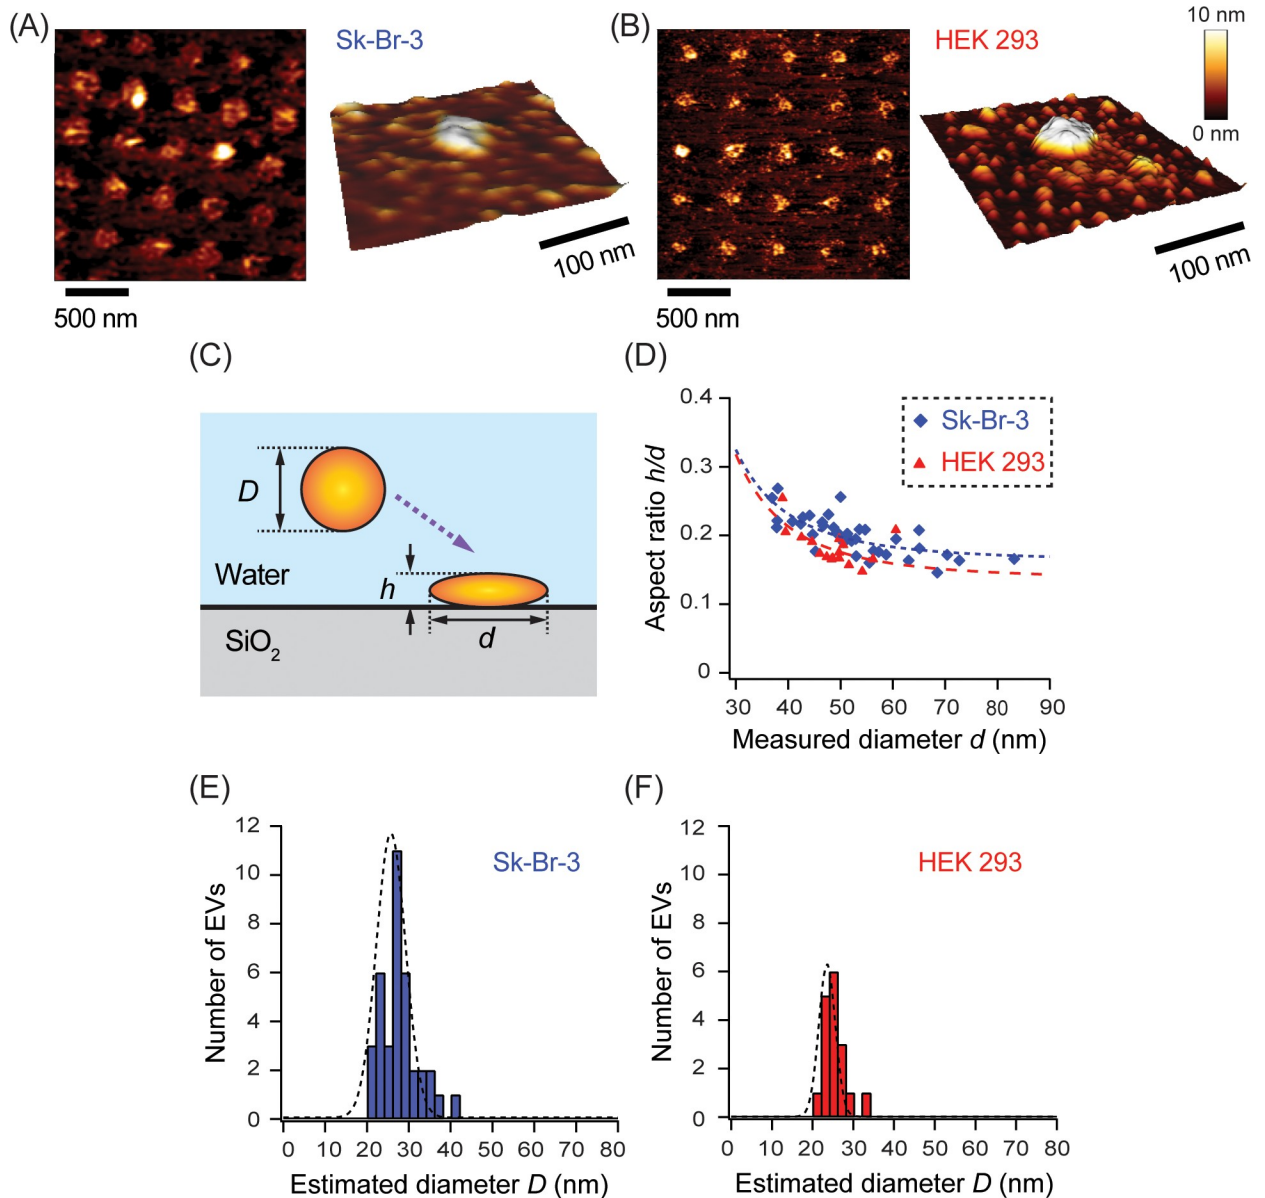 (A)
Sk-Br-3
500 nm
100 nm
(B)
HEK 293
10 nm
0 nm
500 nm
100 nm
(C)
D
Water
h
d
SiO2
(D)
Aspect ratio h/d
0.4
0.3
0.2
0.1
0
Sk-Br-3
HEK 293
30 40 50 60 70 80 90
Measured diameter d (nm)
(E)
Number of EVs
12
10
8
6
4
2
0
Sk-Br-3
0 10 20 30 40 50 60 70 80
Estimated diameter D (nm)
(F)
Number of EVs
12
10
8
6
4
2
0
HEK 293
0 10 20 30 40 50 60 70 80
Estimated diameter D (nm)